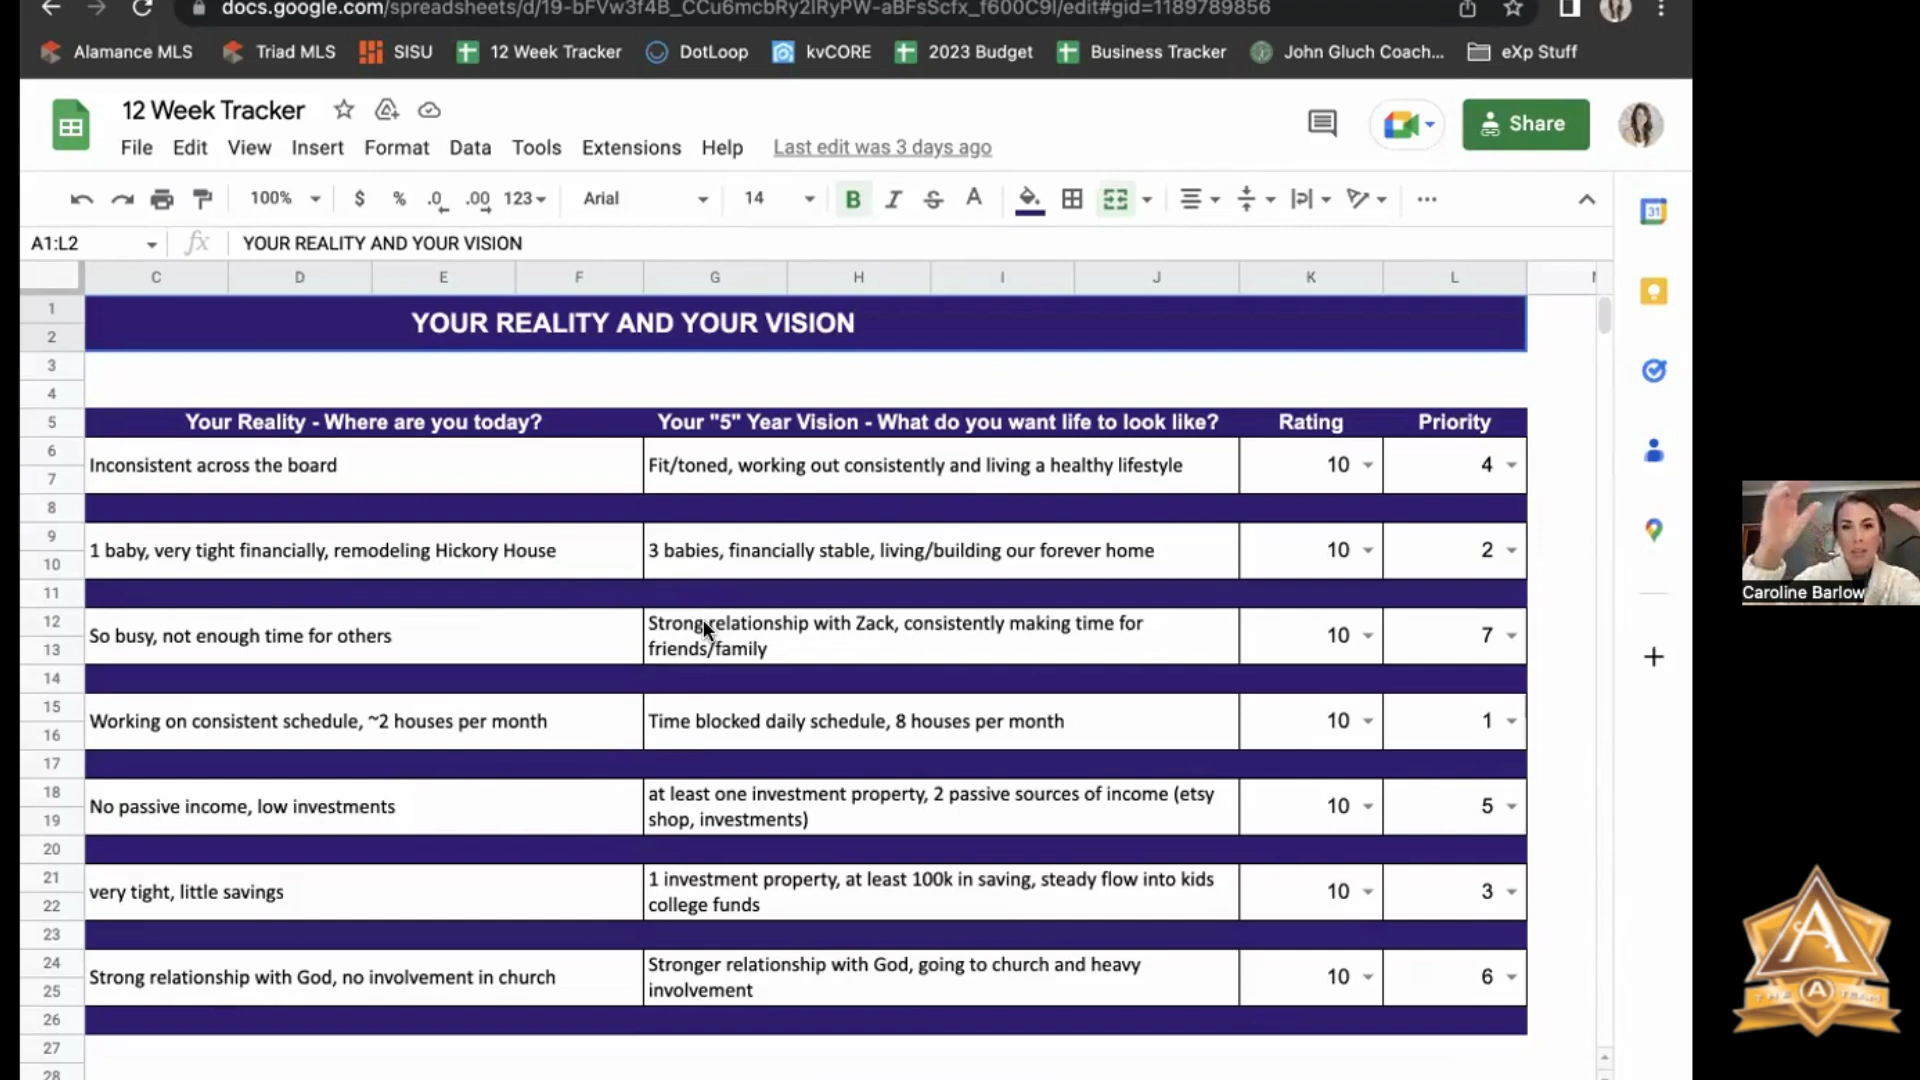 docs.google.com/spreadsheets/d/19-bFVw3f4B_CCu6mcbRy2lRyPW-aBFsScfx_f600C9I/edit#gid=1189789856
Alamance MLS Triad MLS SISU 12 Week Tracker DotLoop kvCORE 2023 Budget Business Tracker John Gluch Coach... eXp Stuff
12 Week Tracker
Share
File Edit View Insert Format Data Tools Extensions Help Last edit was 3 days ago
100% $ % .0 .00 123 Arial 14 B I S A ...
31
A1:L2 fx YOUR REALITY AND YOUR VISION
C D E F G H I J K L
1
YOUR REALITY AND YOUR VISION
2
3
4
5 Your Reality - Where are you today? Your "5" Year Vision - What do you want life to look like? Rating Priority
6
Inconsistent across the board Fit/toned, working out consistently and living a healthy lifestyle 10 4
7
8
9
1 baby, very tight financially, remodeling Hickory House 3 babies, financially stable, living/building our forever home 10 2
10
11
12 Strong relationship with Zack, consistently making time for
So busy, not enough time for others 10 7
13 friends/family
14
15
Working on consistent schedule, ~2 houses per month Time blocked daily schedule, 8 houses per month 10 1
16
17
18 at least one investment property, 2 passive sources of income (etsy
No passive income, low investments 10 5
19 shop, investments)
20
21 1 investment property, at least 100k in saving, steady flow into kids
very tight, little savings 10 3
22 college funds
23
24 Stronger relationship with God, going to church and heavy
Strong relationship with God, no involvement in church 10 6
25 involvement
26
27
28
Caroline Barlow
A
THE A TEAM